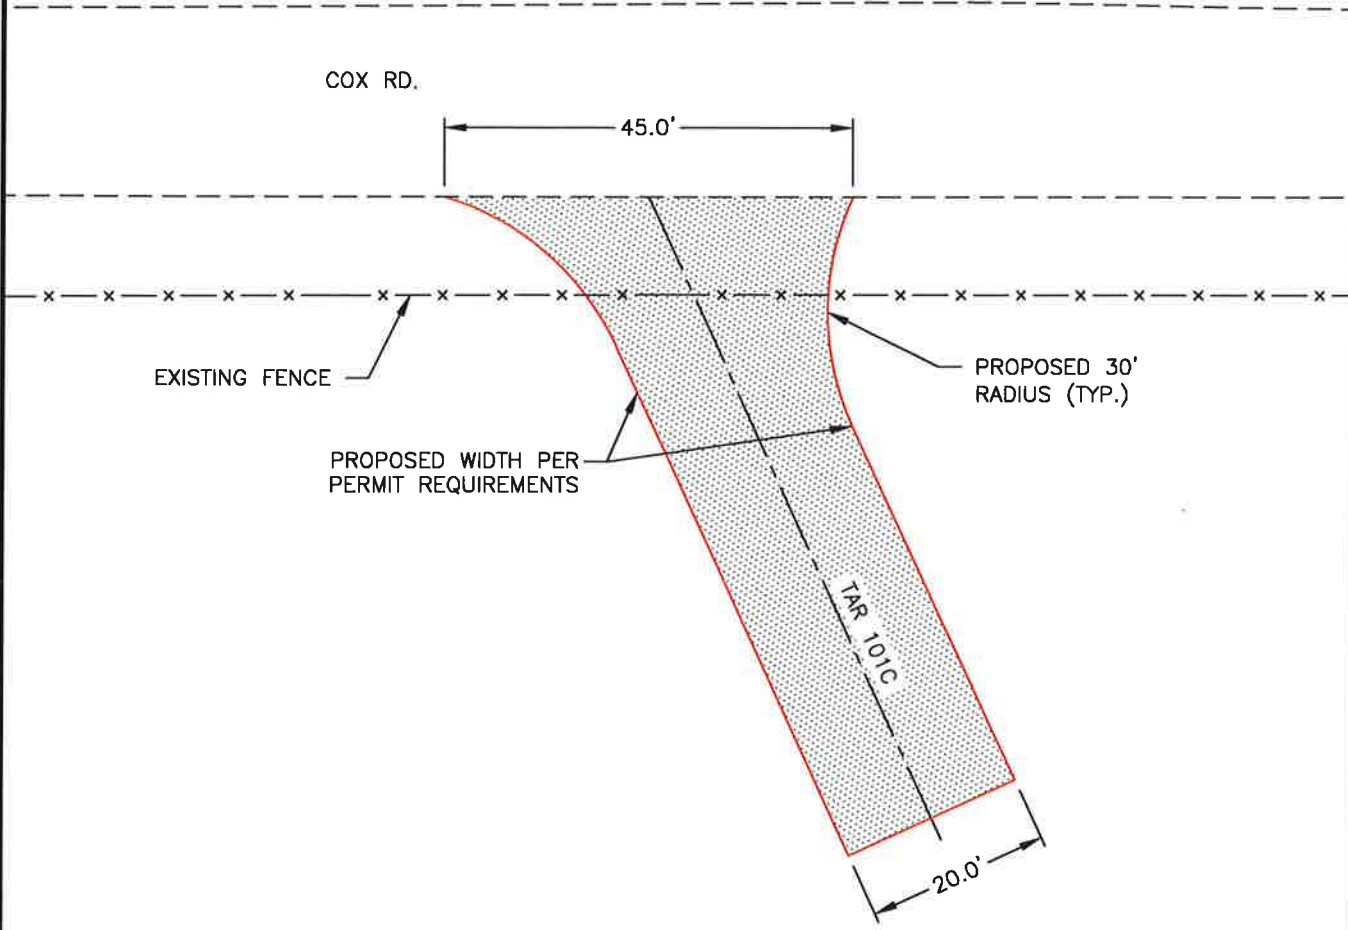 COX RD.
45.0'
EXISTING FENCE
PROPOSED 30'
RADIUS (TYP.)
PROPOSED WIDTH PER
PERMIT REQUIREMENTS
TAR 101C
20.0'